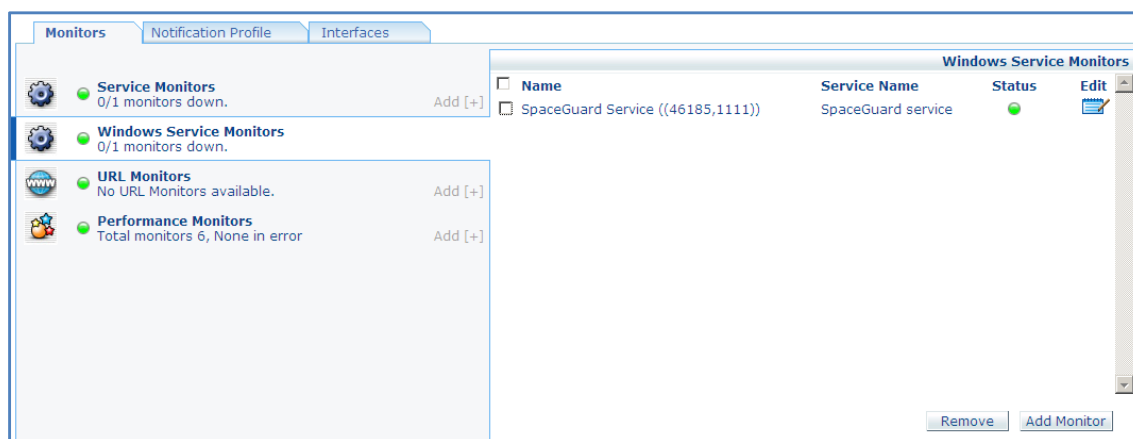 Monitors Notification Profile Interfaces
Windows Service Monitors
Service Monitors
0/1 monitors down. Add [+]
Windows Service Monitors
0/1 monitors down.
WWW
URL Monitors
No URL Monitors available. Add [+]
Performance Monitors
Total monitors 6, None in error Add [+]
Name Service Name Status Edit
SpaceGuard Service ((46185,1111)) SpaceGuard service
Remove Add Monitor